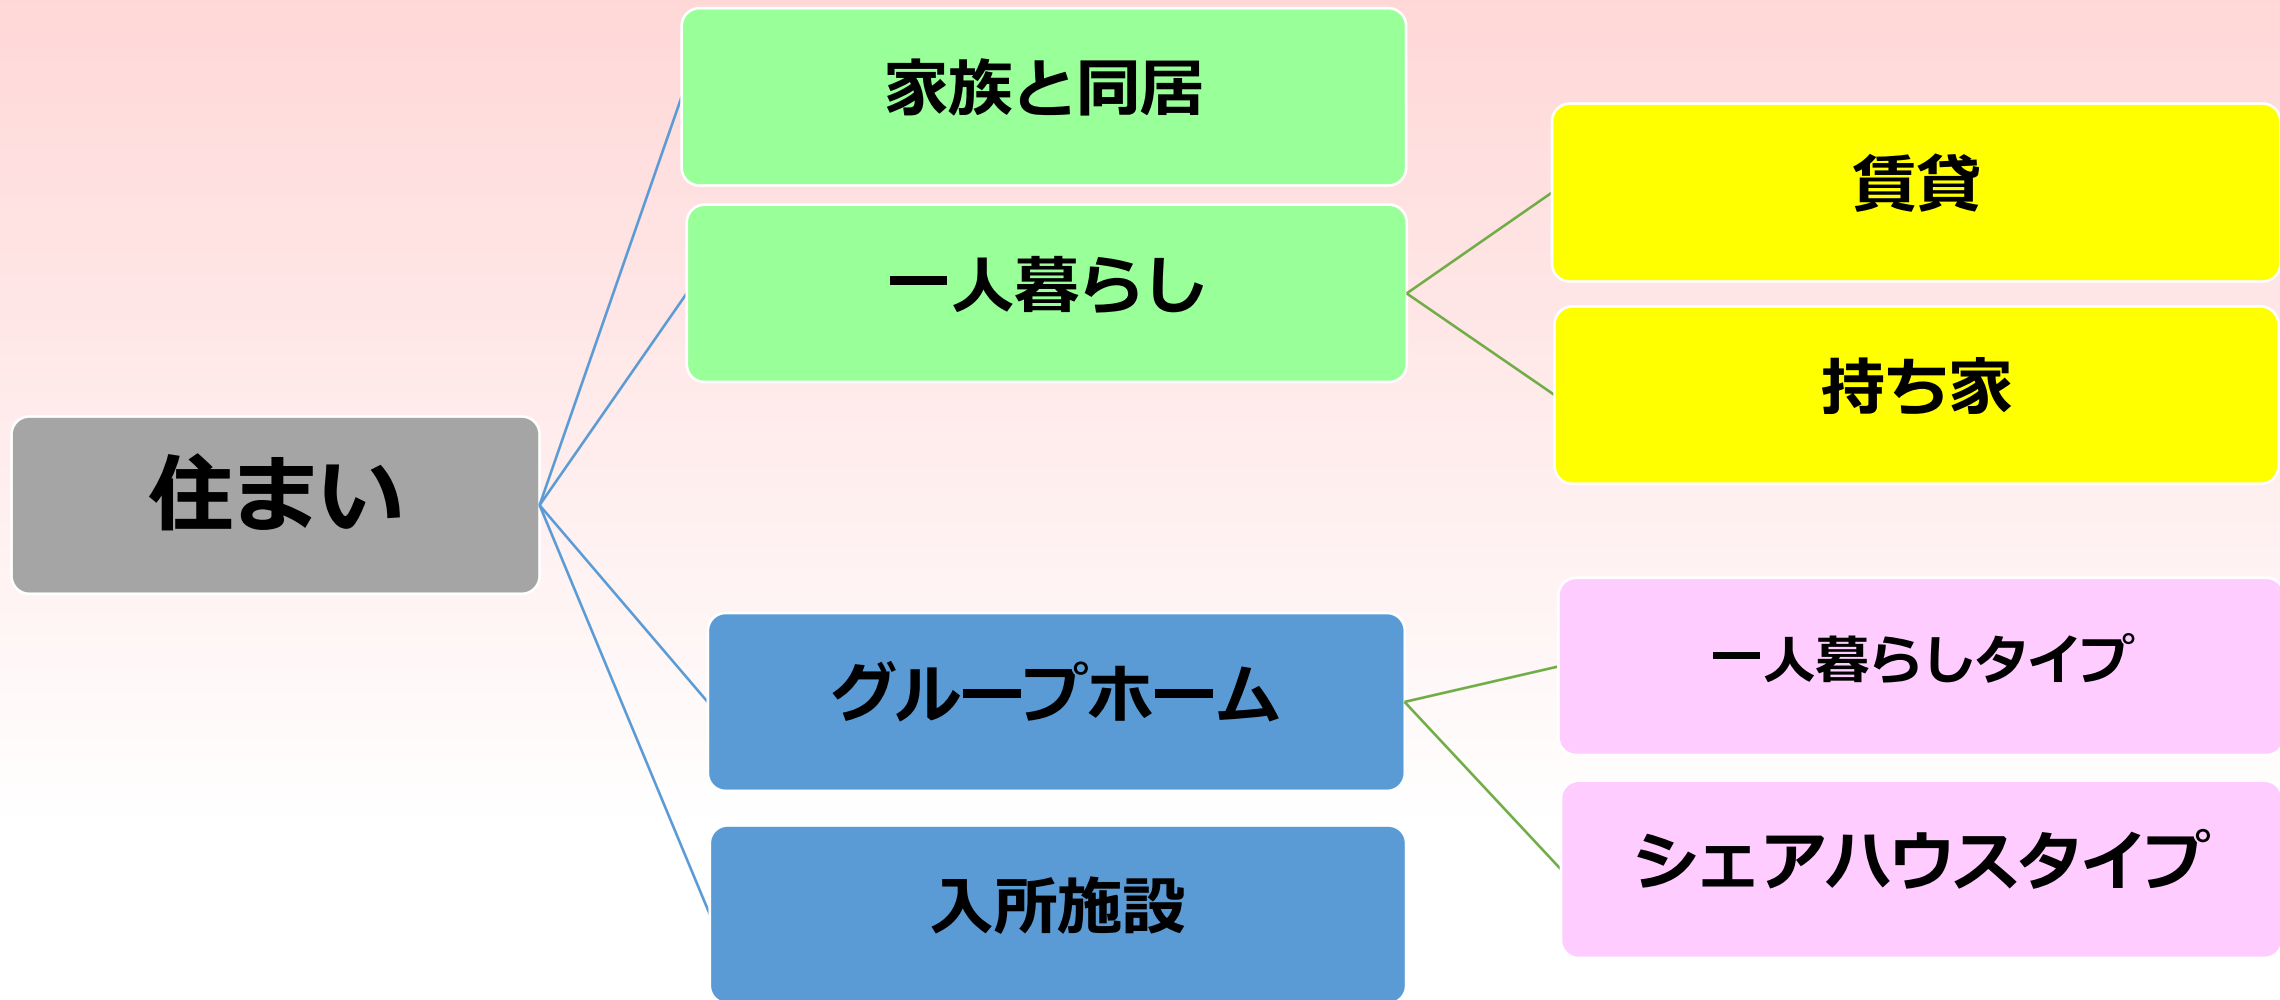 住まい
家族と同居
一人暮らし
賃貸
持ち家
グループホーム
一人暮らしタイプ
シェアハウスタイプ
入所施設